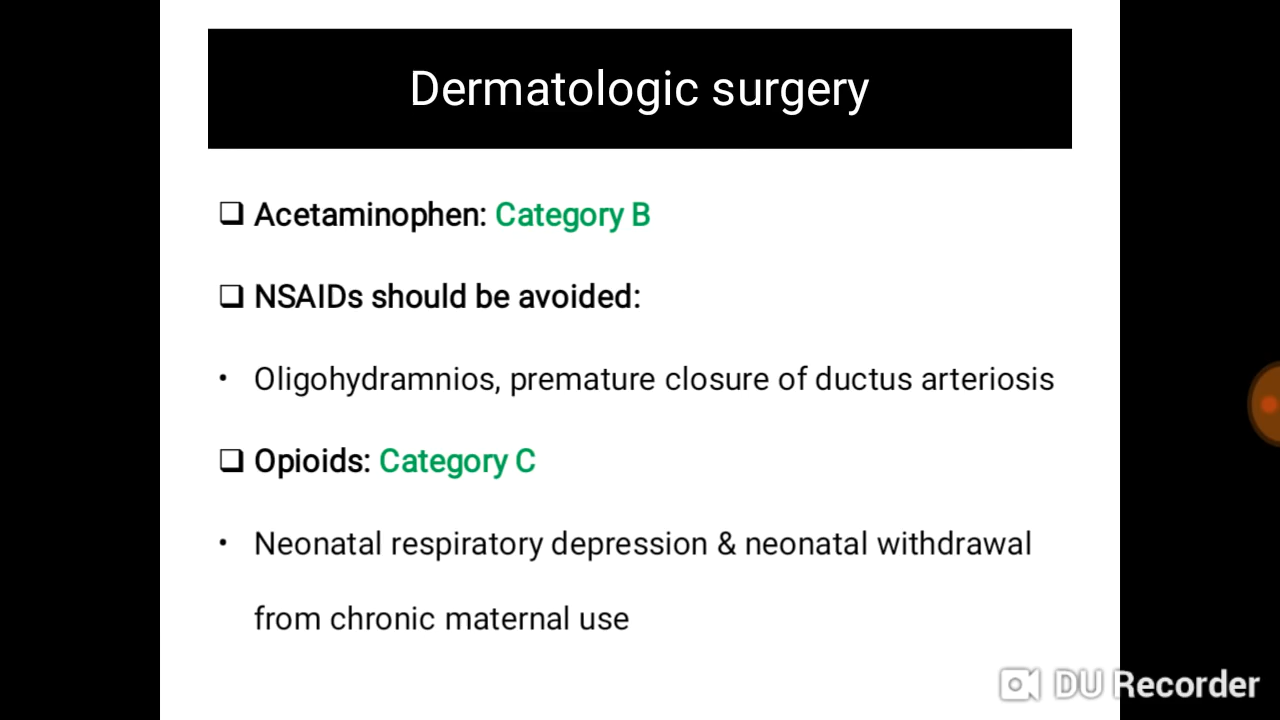 Dermatologic surgery
❑ Acetaminophen: Category B
❑ NSAIDs should be avoided:
• Oligohydramnios, premature closure of ductus arteriosis
❑ Opioids: Category C
• Neonatal respiratory depression & neonatal withdrawal
from chronic maternal use
DU Recorder